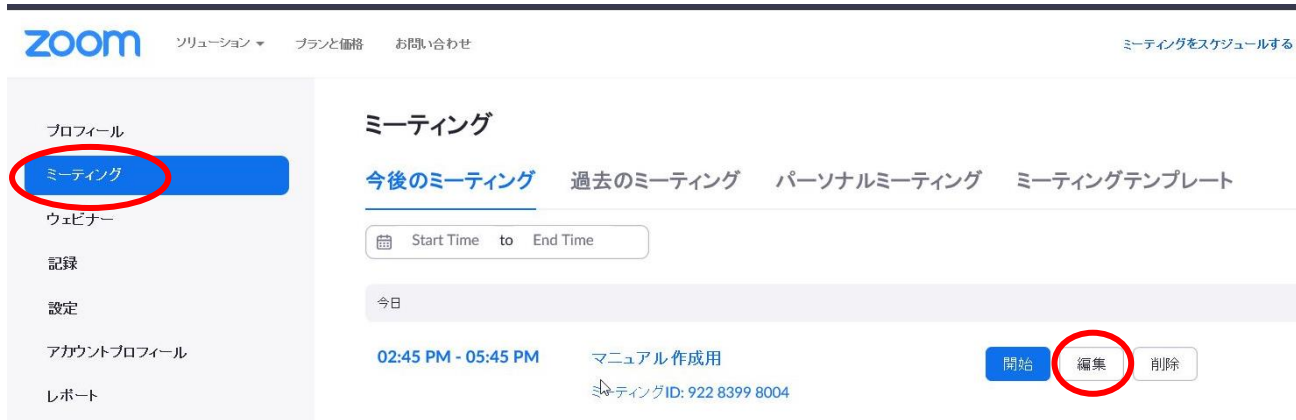 zoom ソリューション プランと価格 お問い合わせ ミーティングをスケジュールする
プロフィール
ミーティング
ウェビナー
記録
設定
アカウントプロフィール
レポート
ミーティング
今後のミーティング 過去のミーティング パーソナルミーティング ミーティングテンプレート
Start Time to End Time
今日
02:45 PM - 05:45 PM マニュアル作成用 開始 編集 削除
ミーティングID: 922 8399 8004